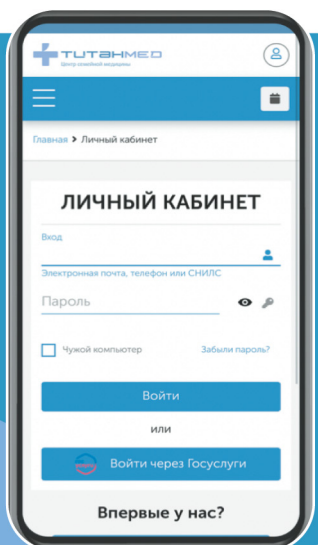 ТИТАНМЕД
Центр семейной медицины
Главная > Личный кабинет
ЛИЧНЫЙ КАБИНЕТ
Вход
Электронная почта, телефон или СНИЛС
Пароль
Чужой компьютер Забыли пароль?
Войти
или
Войти через Госуслуги
Впервые у нас?